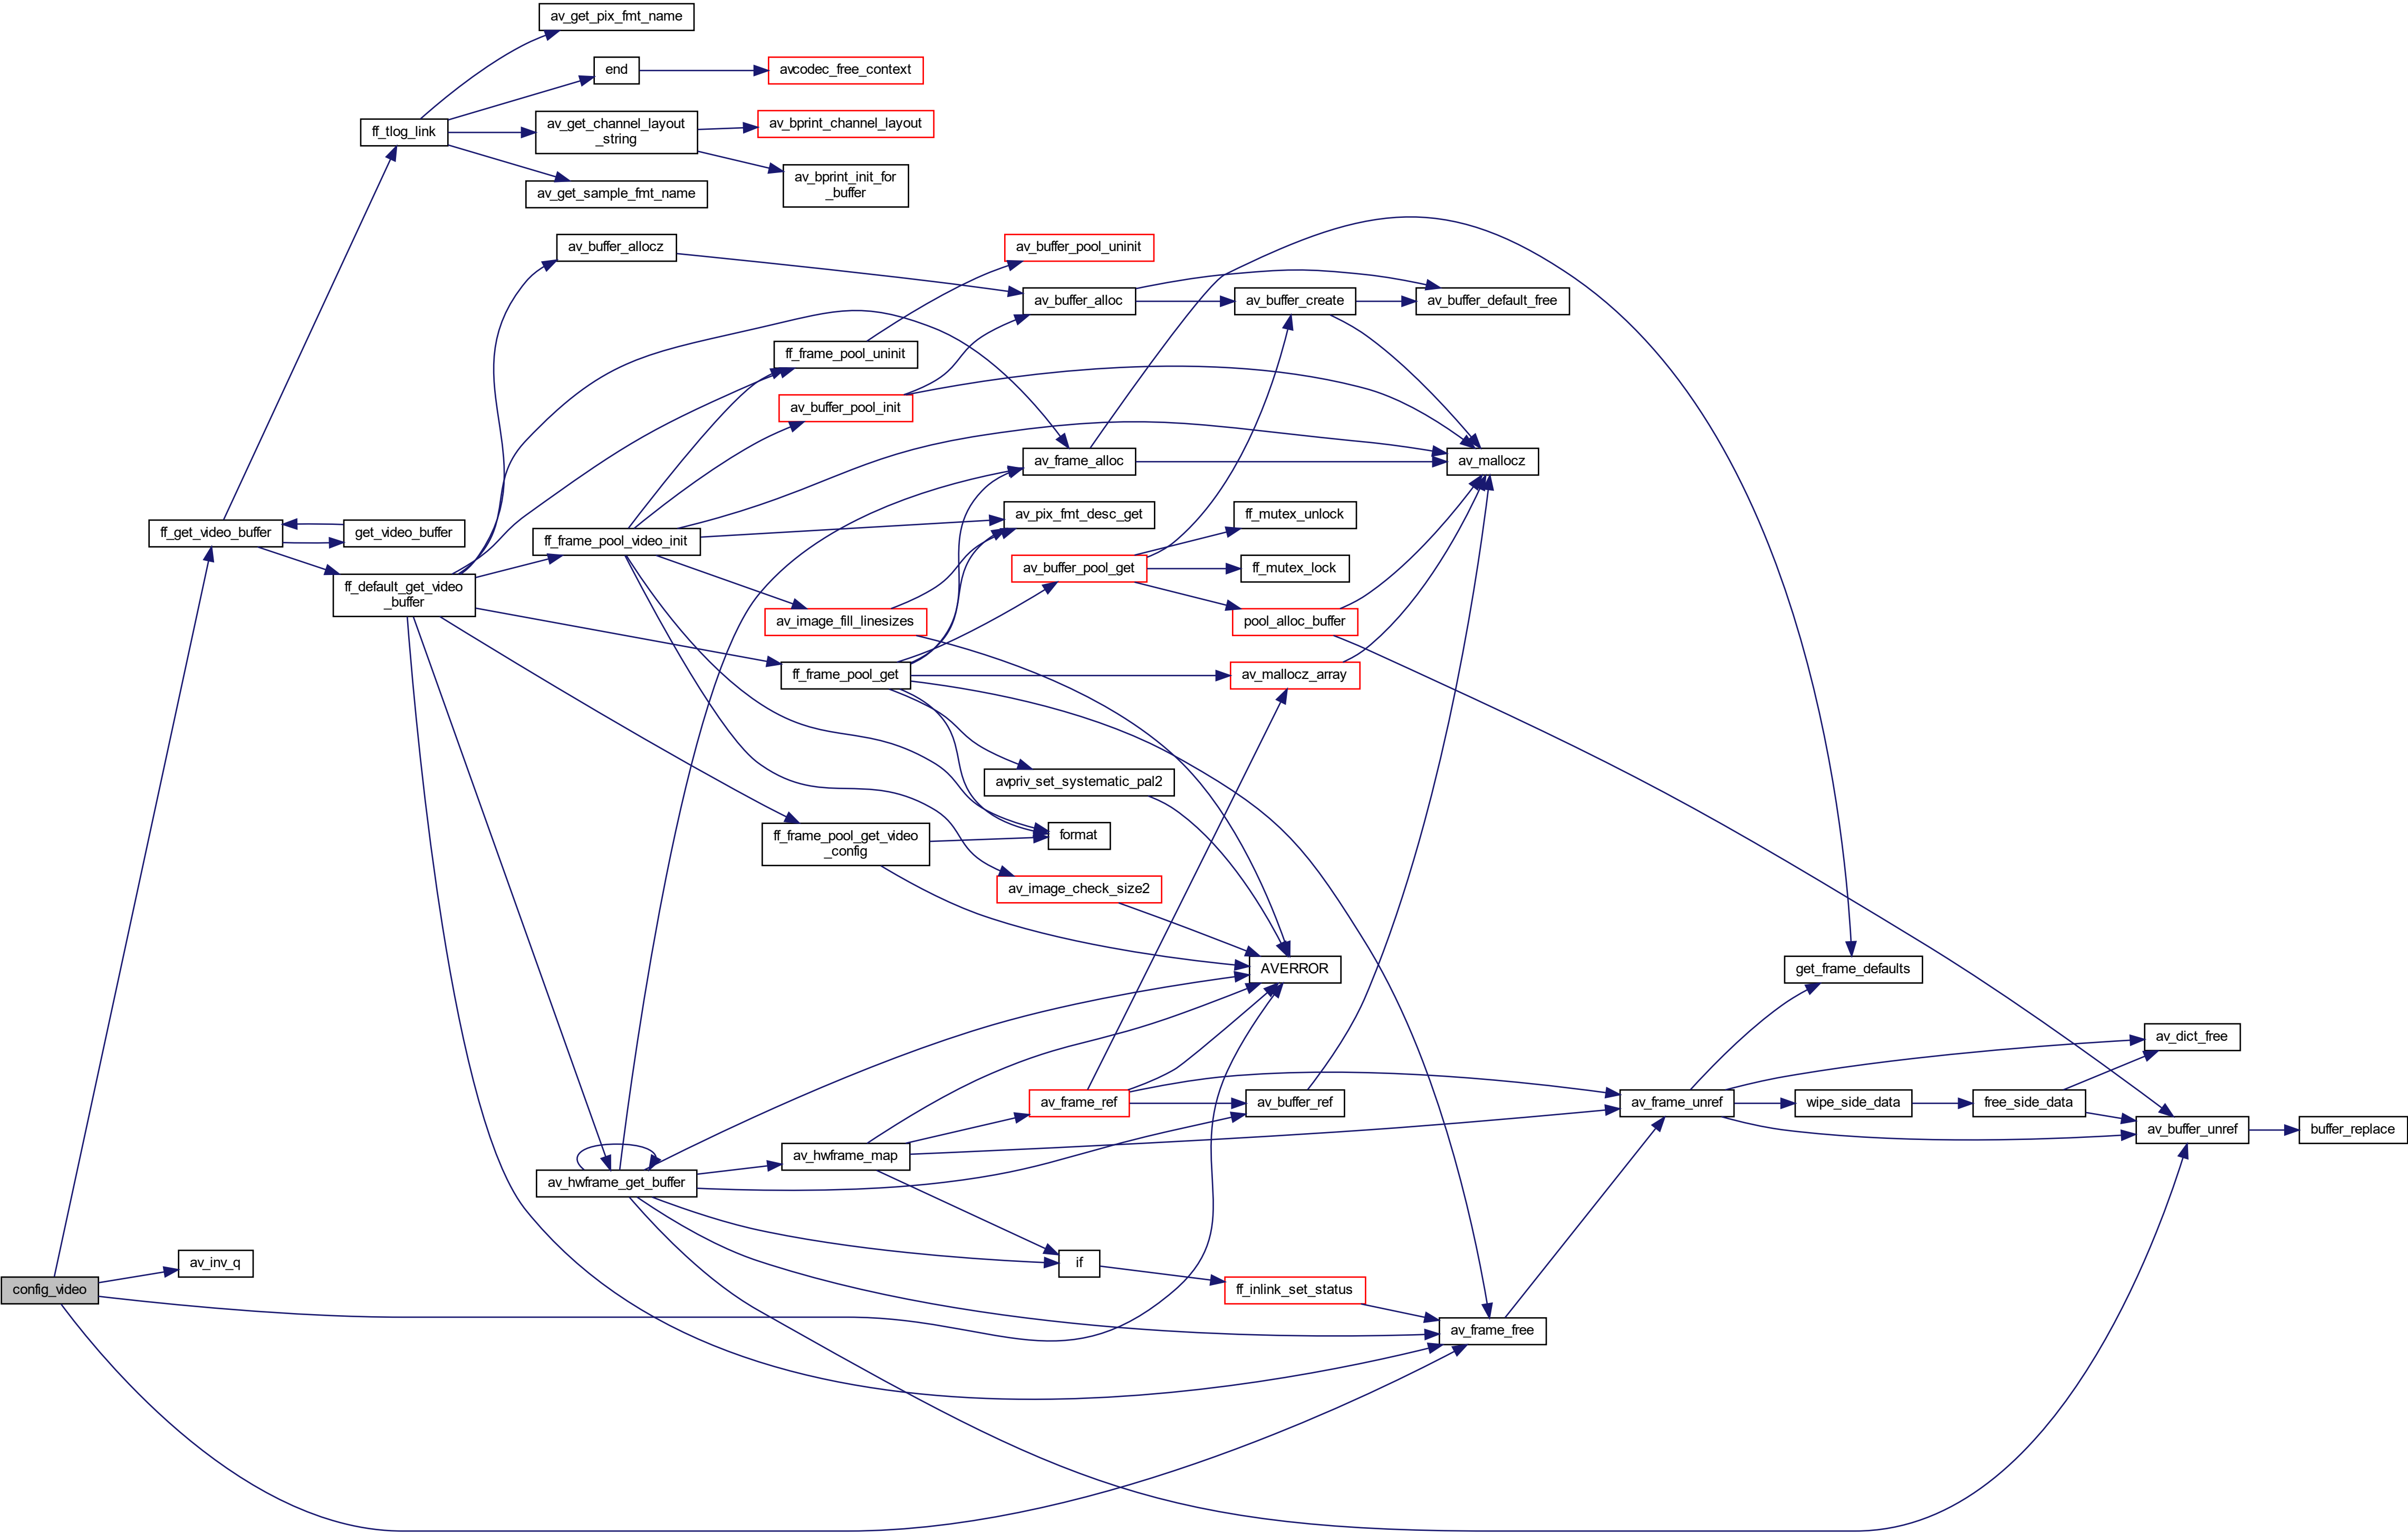 av_get_pix_fmt_name
end
avcodec_free_context
ff_tlog_link
av_get_channel_layout
_string
av_bprint_channel_layout
av_bprint_init_for
_buffer
av_get_sample_fmt_name
av_buffer_allocz
av_buffer_pool_uninit
av_buffer_alloc
av_buffer_create
av_buffer_default_free
ff_frame_pool_uninit
av_buffer_pool_init
av_frame_alloc
av_mallocz
av_pix_fmt_desc_get
ff_mutex_unlock
ff_get_video_buffer
get_video_buffer
ff_frame_pool_video_init
av_buffer_pool_get
ff_mutex_lock
ff_default_get_video
_buffer
av_image_fill_linesizes
pool_alloc_buffer
ff_frame_pool_get
av_mallocz_array
avpriv_set_systematic_pal2
ff_frame_pool_get_video
_config
format
av_image_check_size2
AVERROR
get_frame_defaults
av_dict_free
av_frame_ref
av_buffer_ref
av_frame_unref
wipe_side_data
free_side_data
av_buffer_unref
buffer_replace
av_hwframe_map
av_hwframe_get_buffer
av_inv_q
if
config_video
ff_inlink_set_status
av_frame_free